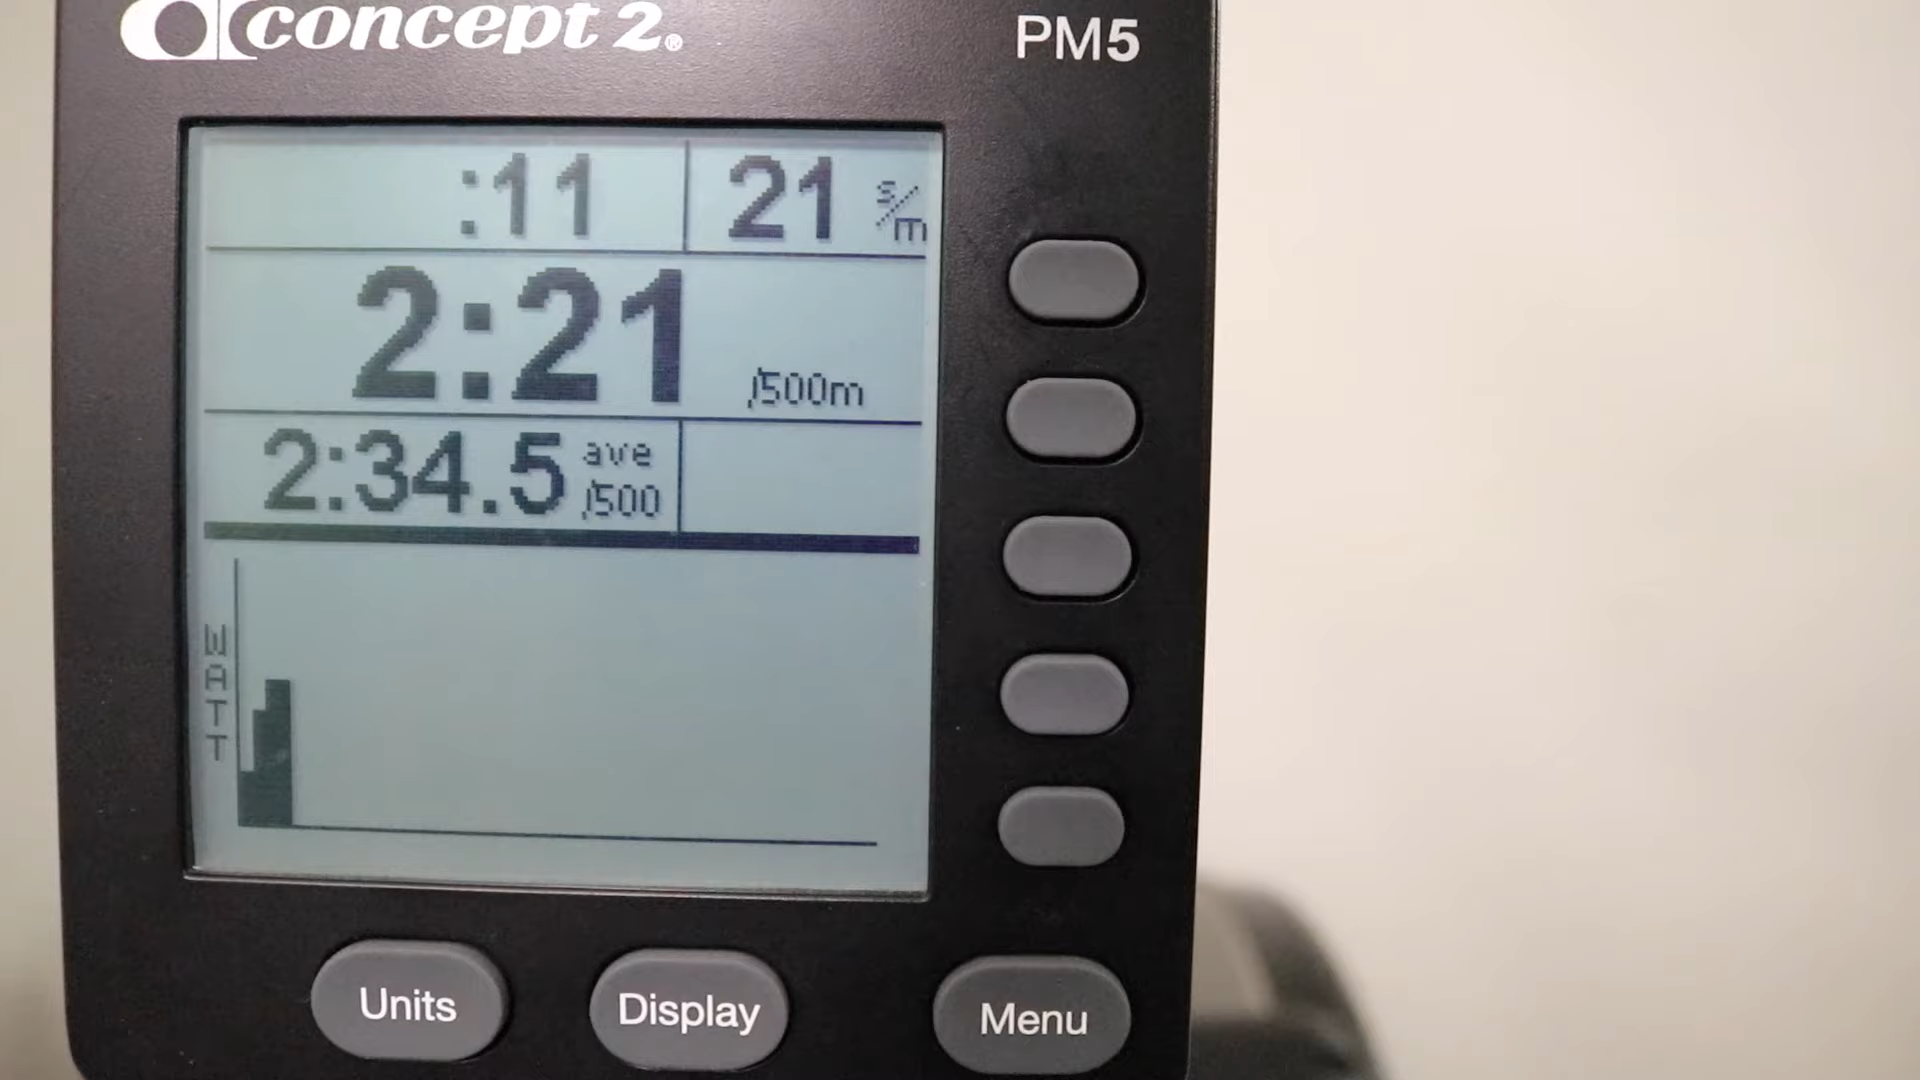 concept 2.®
PM5
:11 21 s/m
2:21 /500m
2:34.5 ave /500
WATT
Units Display Menu